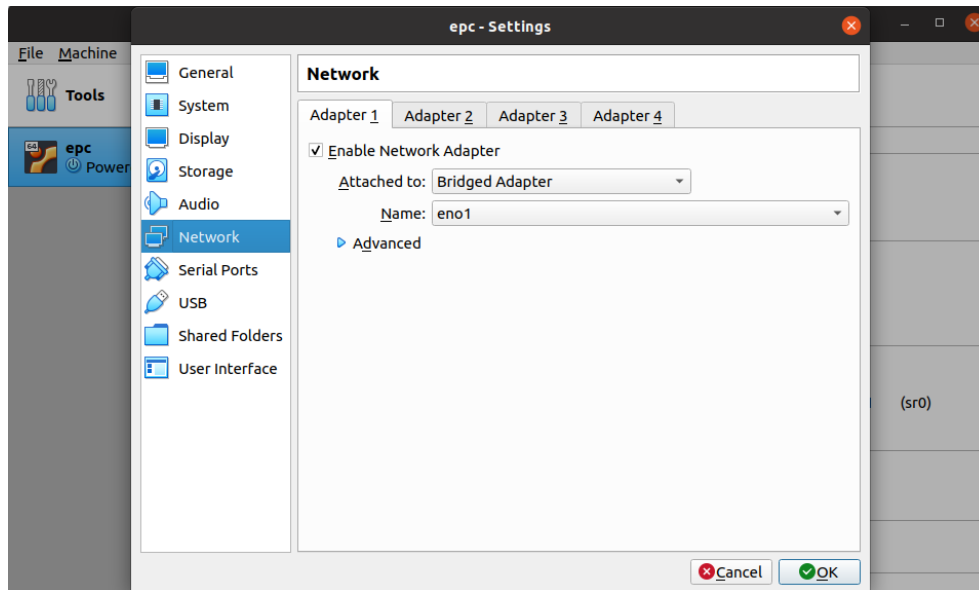 epc - Settings
File Machine
Tools
64
epc
Power
General
System
Display
Storage
Audio
Network
Serial Ports
USB
Shared Folders
User Interface
Network
Adapter 1 Adapter 2 Adapter 3 Adapter 4
Enable Network Adapter
Attached to: Bridged Adapter
Name: eno1
Advanced
(sr0)
Cancel OK